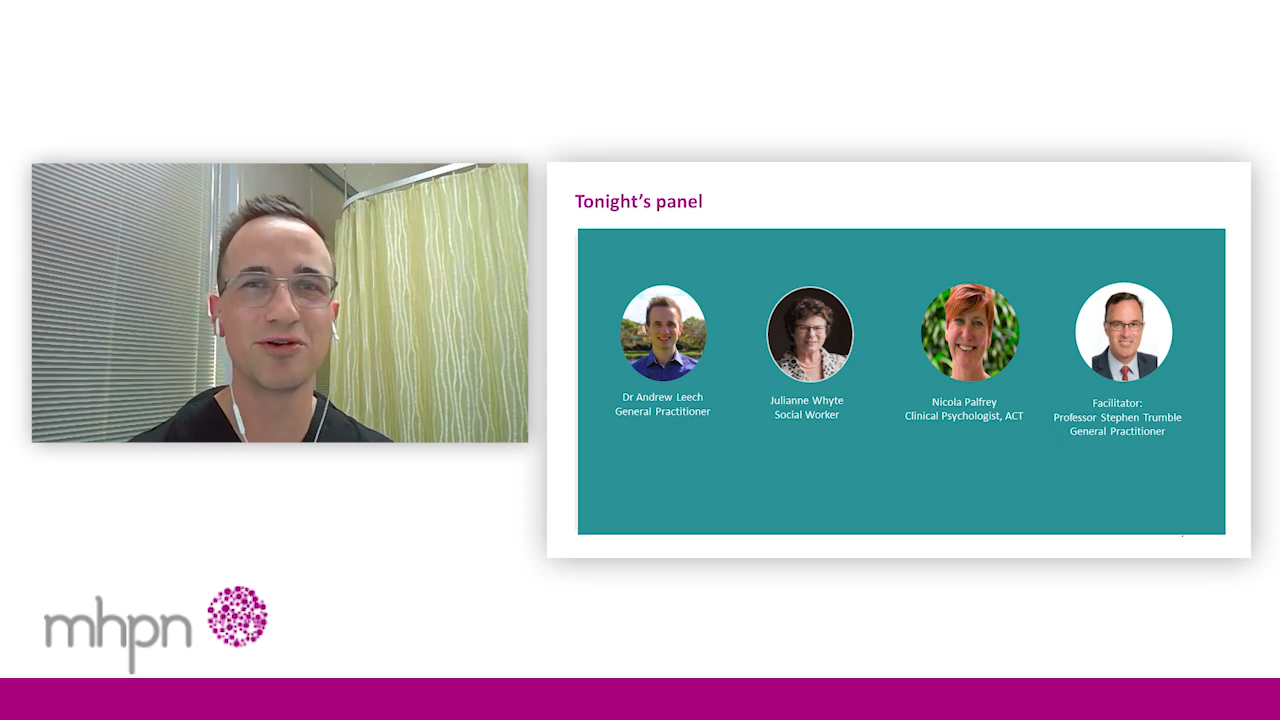 Tonight's panel
Dr Andrew Leech
General Practitioner
Julianne Whyte
Social Worker
Nicola Palfrey
Clinical Psychologist, ACT
Facilitator:
Professor Stephen Trumble
General Practitioner
mhpn